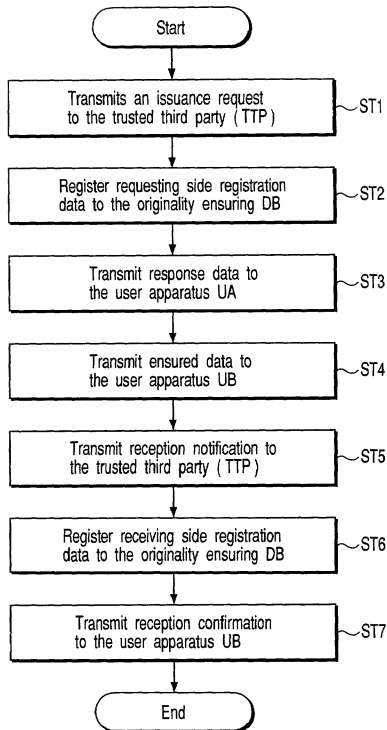 Start
Transmits an issuance request
to the trusted third party (TTP)
ST1
Register requesting side registration
data to the originality ensuring DB
ST2
Transmit response data to
the user apparatus UA
ST3
Transmit ensured data to
the user apparatus UB
ST4
Transmit reception notification to
the trusted third party (TTP)
ST5
Register receiving side registration
data to the originality ensuring DB
ST6
Transmit reception confirmation
to the user apparatus UB
ST7
End